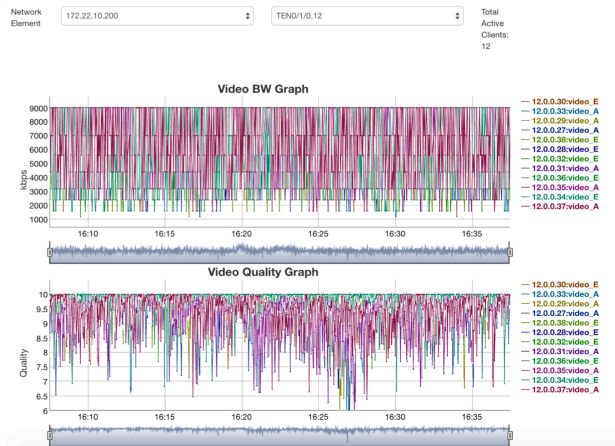 Network Element
172.22.10.200
TEN0/1/0.12
Total Active Clients: 12
Video BW Graph
9000
8000
7000
6000
5000
4000
3000
2000
1000
kbps
16:10 16:15 16:20 16:25 16:30 16:35
12.0.0.30:video_E
12.0.0.33:video_A
12.0.0.29:video_A
12.0.0.27:video_A
12.0.0.38:video_E
12.0.0.28:video_E
12.0.0.32:video_E
12.0.0.31:video_A
12.0.0.36:video_E
12.0.0.35:video_A
12.0.0.34:video_E
12.0.0.37:video_A
Video Quality Graph
10
9.5
9
8.5
8
7.5
7
6.5
6
Quality
16:10 16:15 16:20 16:25 16:30 16:35
12.0.0.30:video_E
12.0.0.33:video_A
12.0.0.29:video_A
12.0.0.27:video_A
12.0.0.38:video_E
12.0.0.28:video_E
12.0.0.32:video_E
12.0.0.31:video_A
12.0.0.36:video_E
12.0.0.35:video_A
12.0.0.34:video_E
12.0.0.37:video_A